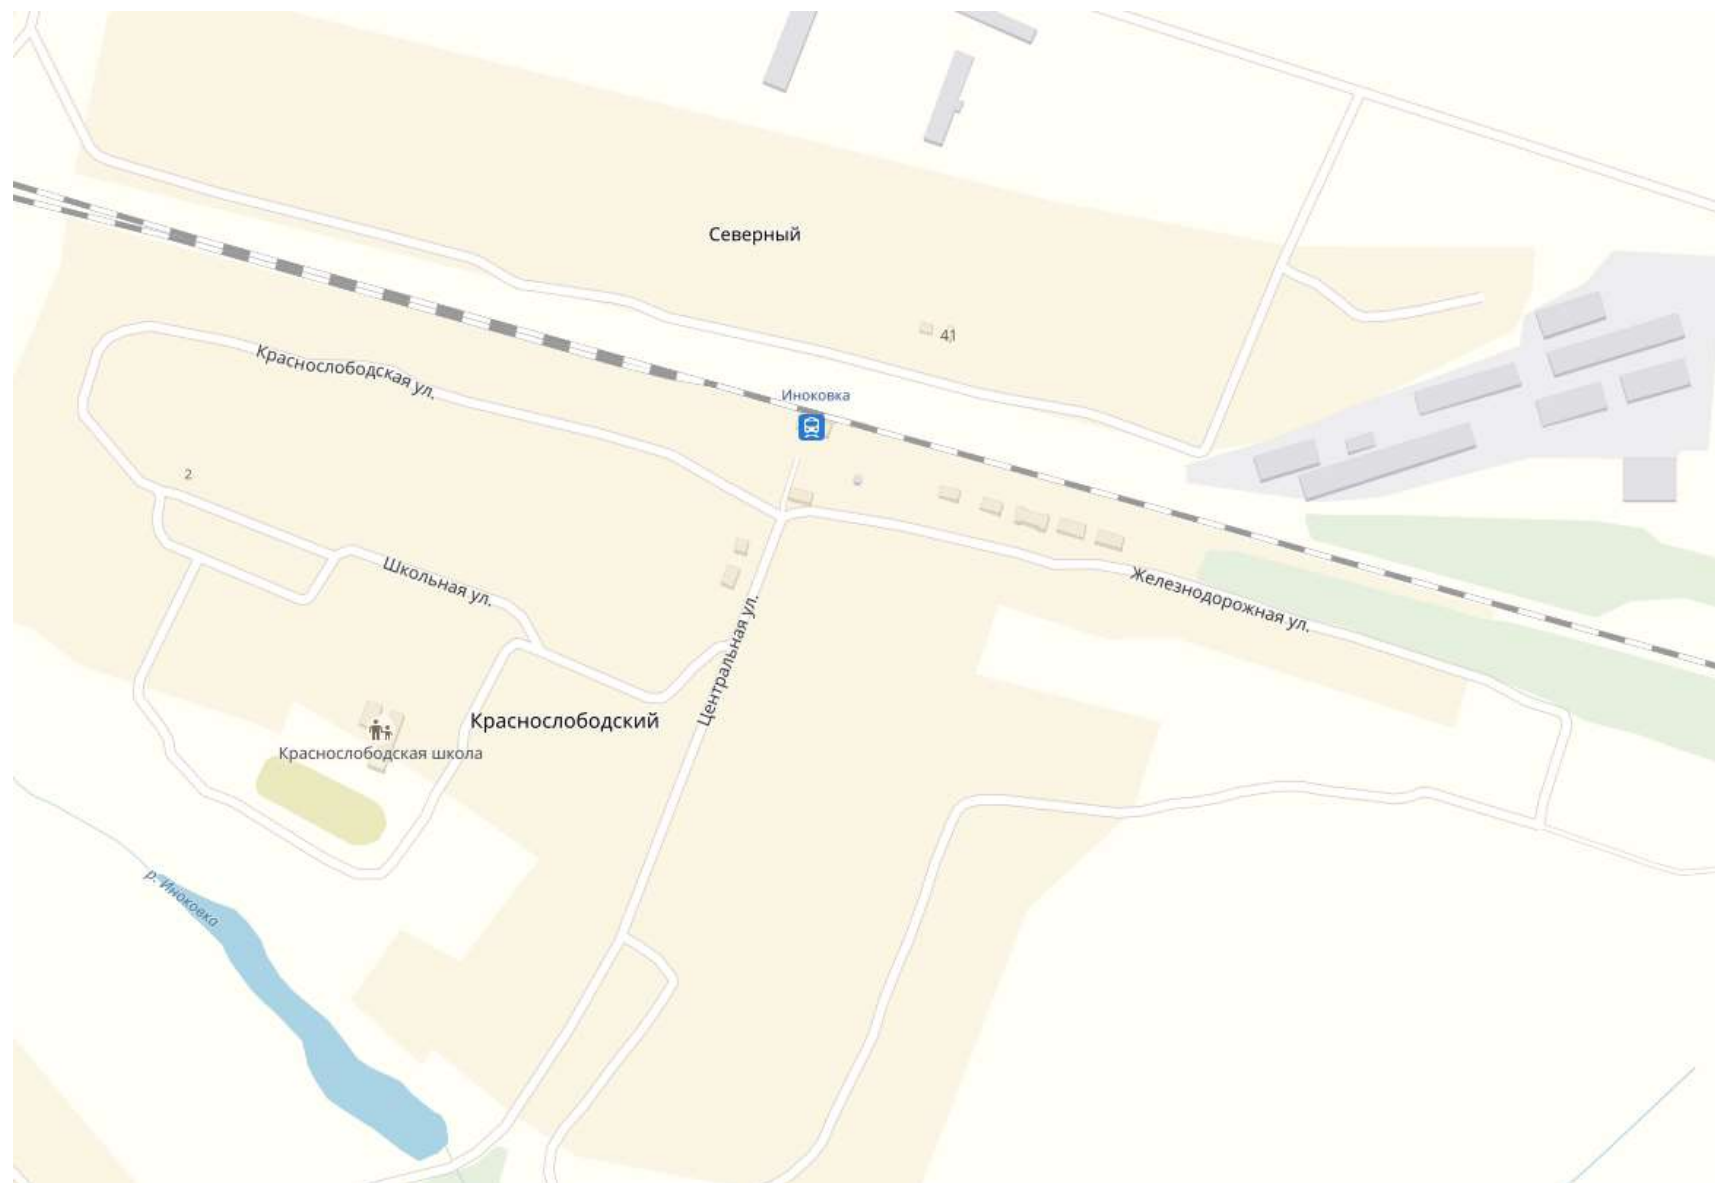 Северный
41
Краснослободская ул.
Иноковка
2
Школьная ул.
Железнодорожная ул.
Центральная ул.
Краснослободский
Краснослободская школа
р. Иноковка